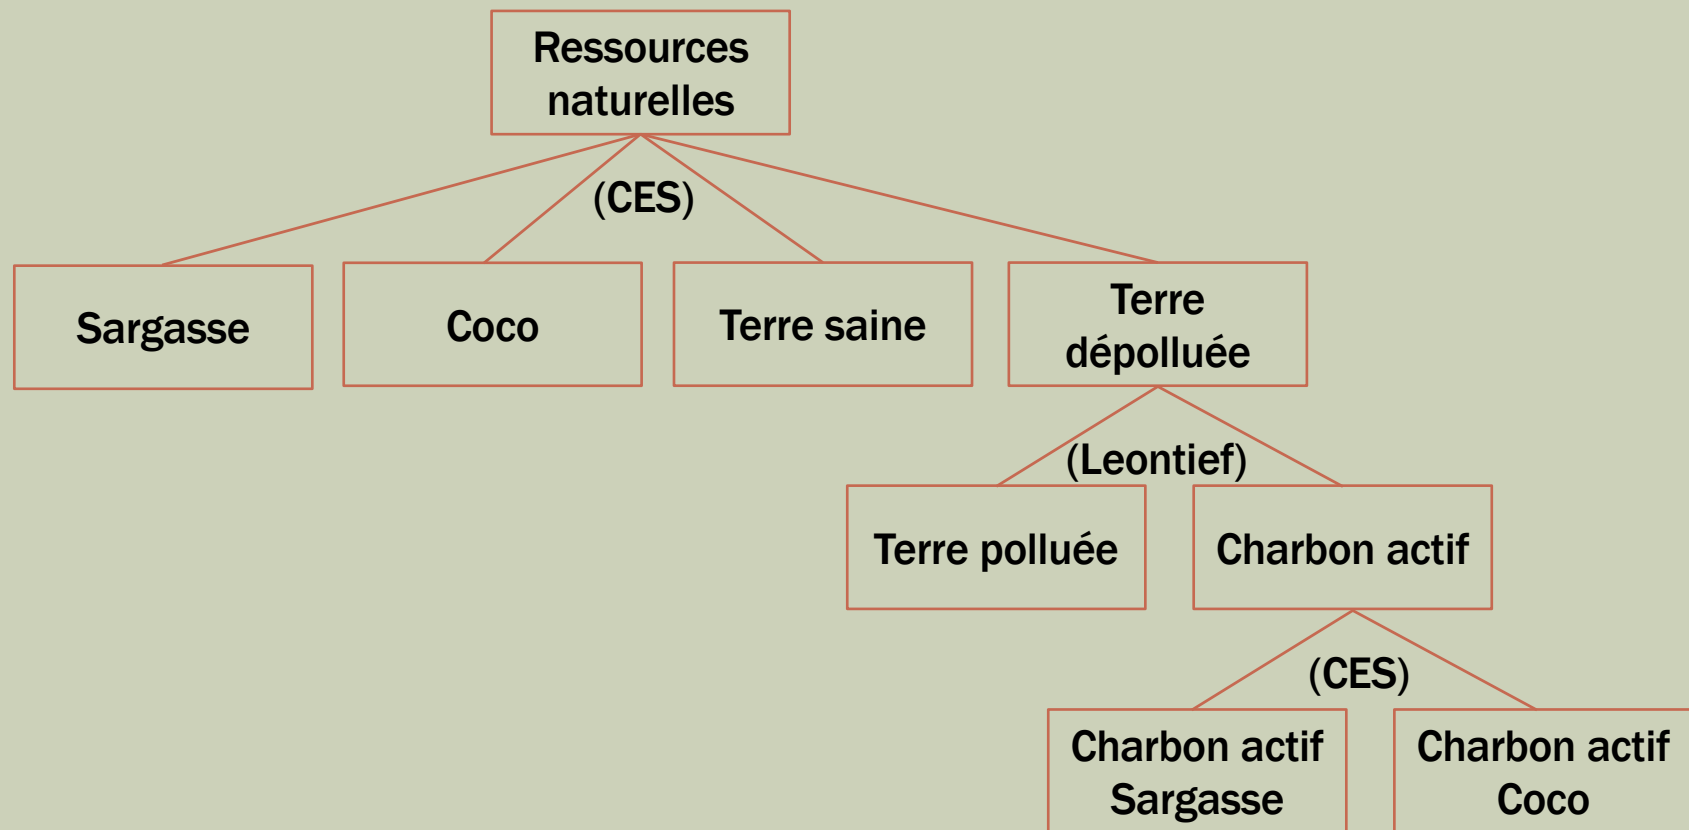 Ressources
naturelles
(CES)
Sargasse
Coco
Terre saine
Terre
dépolluée
(Leontief)
Terre polluée
Charbon actif
(CES)
Charbon actif
Sargasse
Charbon actif
Coco